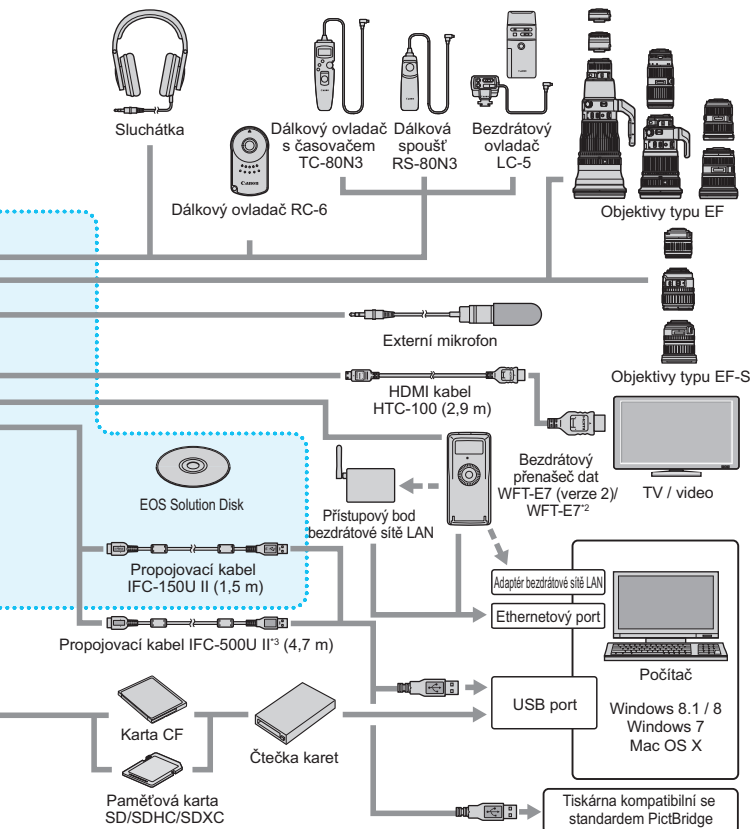 Sluchátka
Dálkový ovladač
s časovačem
TC-80N3
Dálková
spoušť
RS-80N3
Bezdrátový
ovladač
LC-5
Canon
Dálkový ovladač RC-6
Objektivy typu EF
Externí mikrofon
Objektivy typu EF-S
HDMI kabel
HTC-100 (2,9 m)
EOS Solution Disk
Přístupový bod
bezdrátové sítě LAN
Bezdrátový
přenašeč dat
WFT-E7 (verze 2)/
WFT-E7*2
TV / video
Propojovací kabel
IFC-150U II (1,5 m)
Adaptér bezdrátové sítě LAN
Ethernetový port
Propojovací kabel IFC-500U II*3 (4,7 m)
Počítač
USB port
Windows 8.1 / 8
Windows 7
Mac OS X
Karta CF
Čtečka karet
Paměťová karta
SD/SDHC/SDXC
Tiskárna kompatibilní se
standardem PictBridge